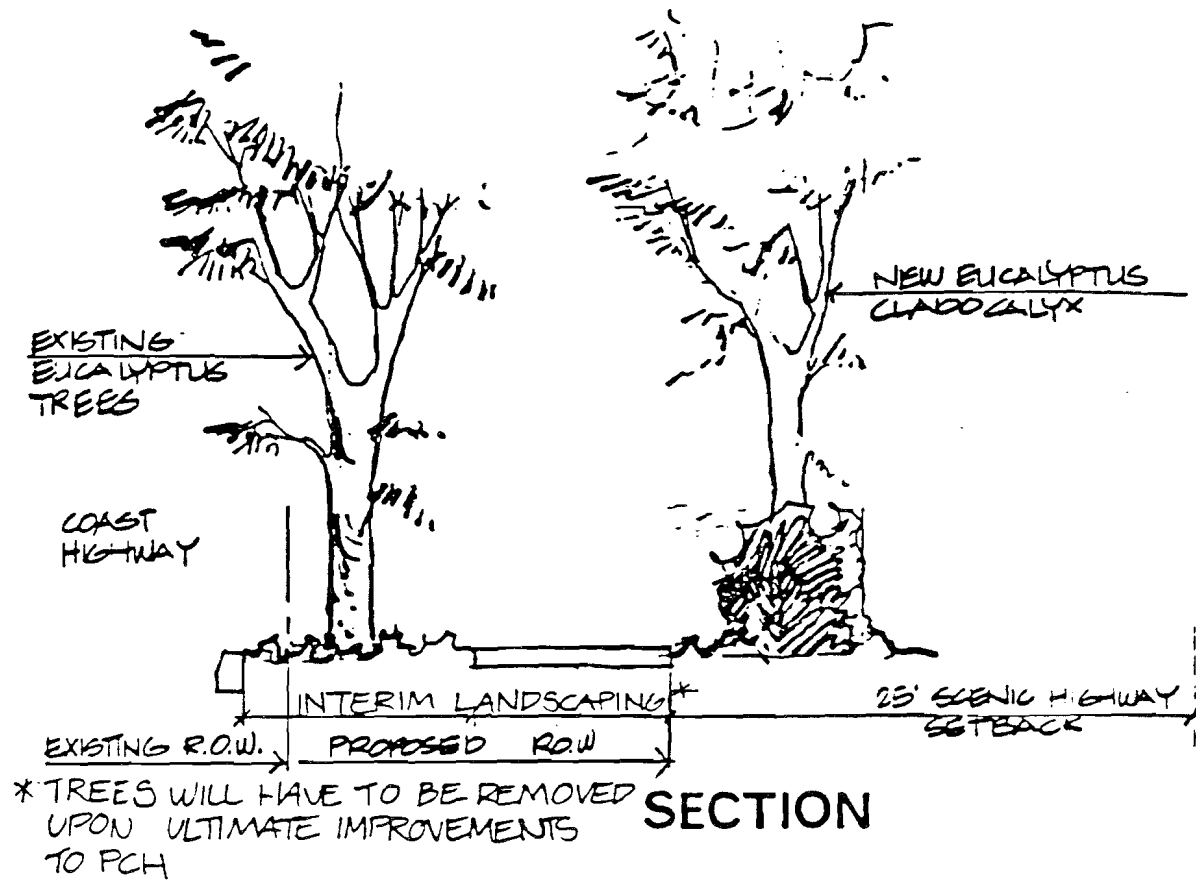 NEW EUCALYPTUS
CLADOCALYX
EXISTING
EUCALYPTUS
TREES
COAST
HIGHWAY
INTERIM LANDSCAPING*
25' SCENIC HIGHWAY
SETBACK
EXISTING R.O.W.
PROPOSED R.O.W
* TREES WILL HAVE TO BE REMOVED
UPON ULTIMATE IMPROVEMENTS
TO PCH
SECTION